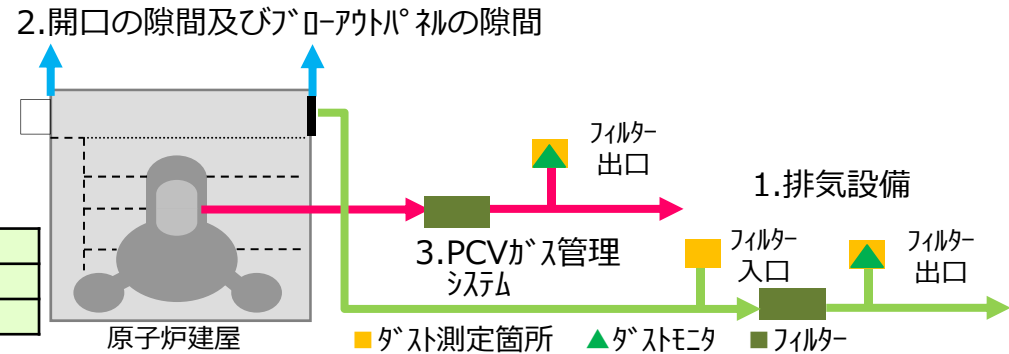 2.開口の隙間及びﾌﾞﾛｰｱｳﾄﾊﾟﾈﾙの隙間
ﾌｨﾙﾀｰ
出口
1.排気設備
3.PCVｶﾞｽ管理
ｼｽﾃﾑ
ﾌｨﾙﾀｰ
入口
ﾌｨﾙﾀｰ
出口
原子炉建屋
■ﾀﾞｽﾄ測定箇所 ▲ﾀﾞｽﾄﾓﾆﾀ ■ﾌｨﾙﾀｰ